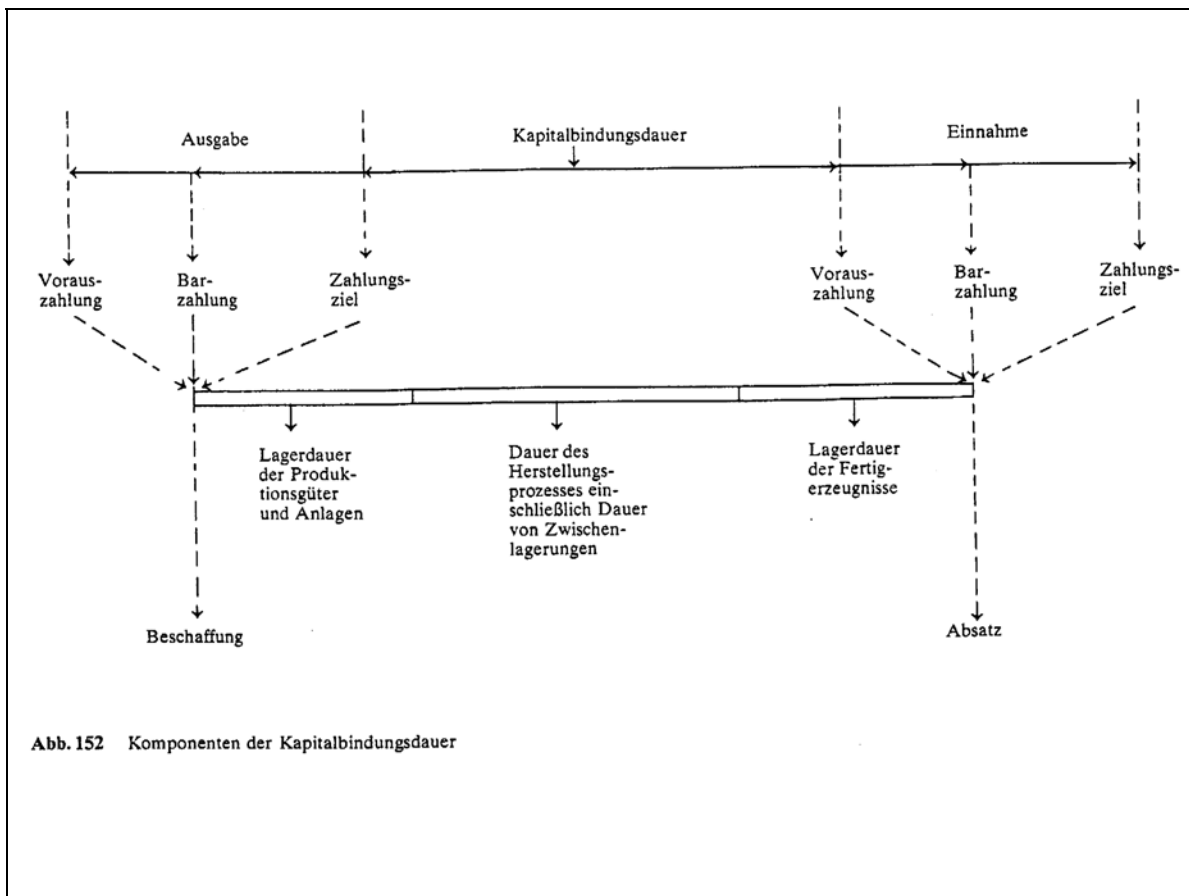 Ausgabe
Kapitalbindungsdauer
Einnahme
Voraus-
zahlung
Bar-
zahlung
Zahlungs-
ziel
Voraus-
zahlung
Bar-
zahlung
Zahlungs-
ziel
Lagerdauer
der Produk-
tionsgüter
und Anlagen
Dauer des
Herstellungs-
prozesses ein-
schließlich Dauer
von Zwischen-
lagerungen
Lagerdauer
der Fertig-
erzeugnisse
Beschaffung
Absatz
Abb. 152 Komponenten der Kapitalbindungsdauer